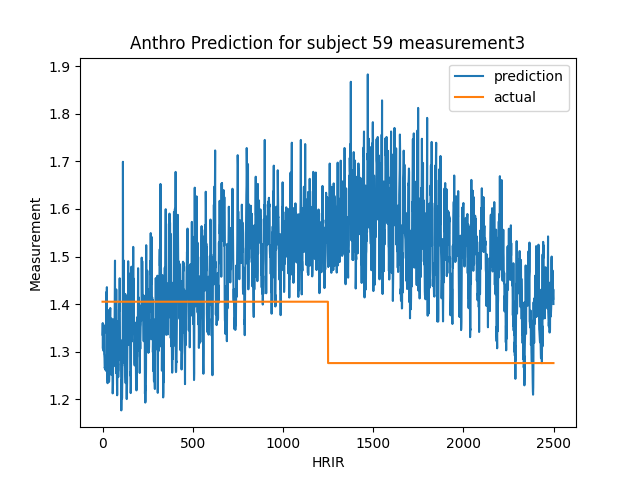 Anthro Prediction for subject 59 measurement3
1.9
1.8
1.7
1.6
1.5
1.4
1.3
1.2
Measurement
prediction
actual
0
500
1000
1500
2000
2500
HRIR